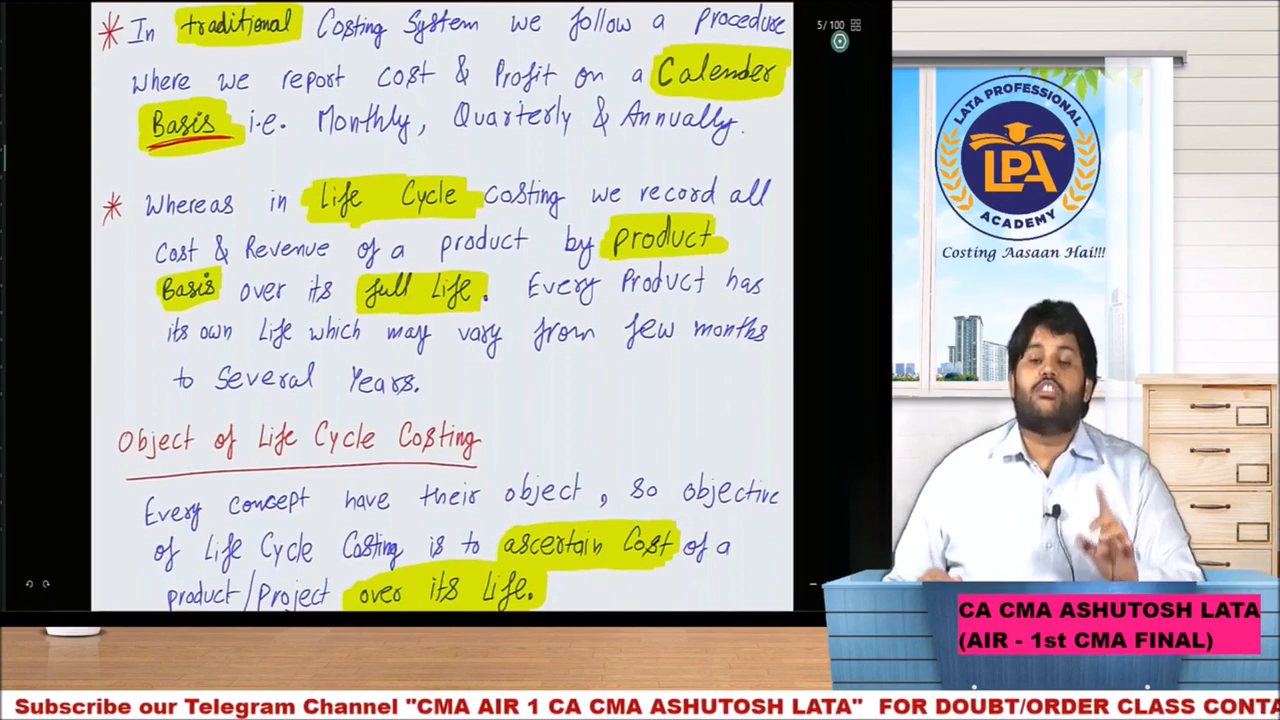 * In traditional Costing System we follow a procedure
Where we report cost & Profit on a Calender
Basis i.e. Monthly, Quarterly & Annually.
* Whereas in Life Cycle costing we record all
Cost & Revenue of a product by product
Basis over its full Life. Every Product has
its own Life which may vary from few months
to Several Years.
Object of Life Cycle Costing
Every concept have their object, so objective
of Life Cycle Costing is to ascertain Cost of a
product/Project over its Life.
5/100
LATA PROFESSIONAL
LPA
ACADEMY
Costing Aasaan Hai!!!
CA CMA ASHUTOSH LATA
(AIR - 1st CMA FINAL)
Subscribe our Telegram Channel "CMA AIR 1 CA CMA ASHUTOSH LATA" FOR DOUBT/ORDER CLASS CONTA